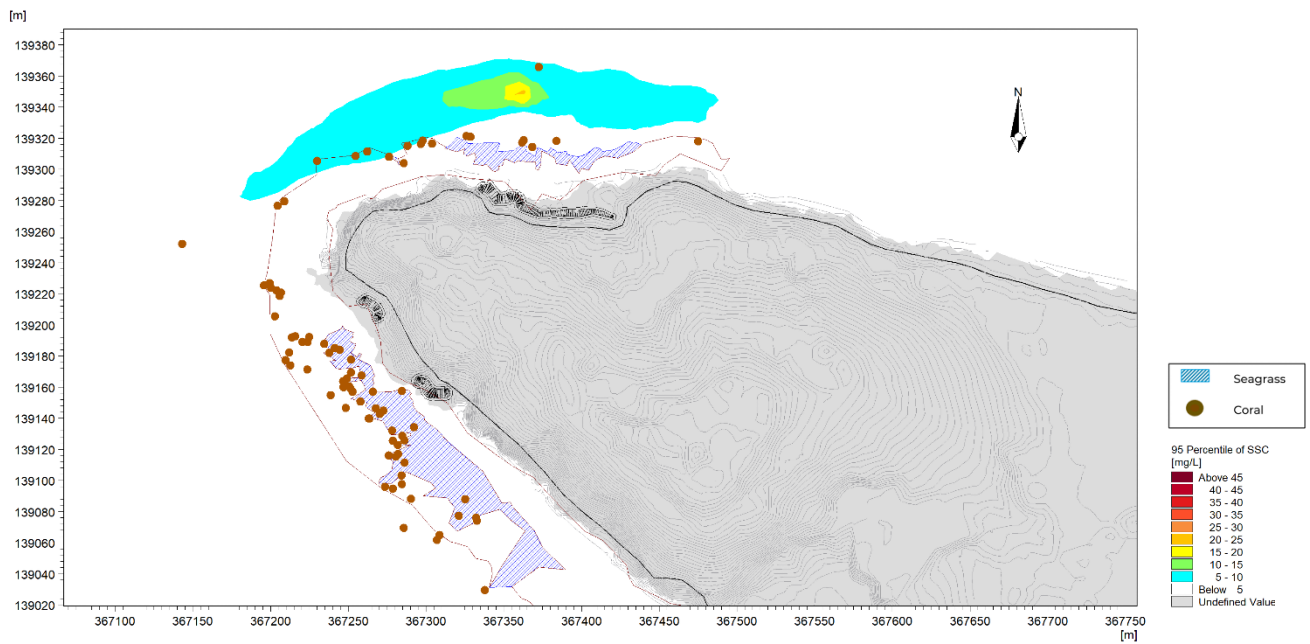 [m]
139380
139360
139340
139320
139300
139280
139260
139240
139220
139200
139180
139160
139140
139120
139100
139080
139060
139040
139020
N
367100 367150 367200 367250 367300 367350 367400 367450 367500 367550 367600 367650 367700 367750
[m]
Seagrass
Coral
95 Percentile of SSC
[mg/L]
Above 45
40 - 45
35 - 40
30 - 35
25 - 30
20 - 25
15 - 20
10 - 15
5 - 10
Below 5
Undefined Value